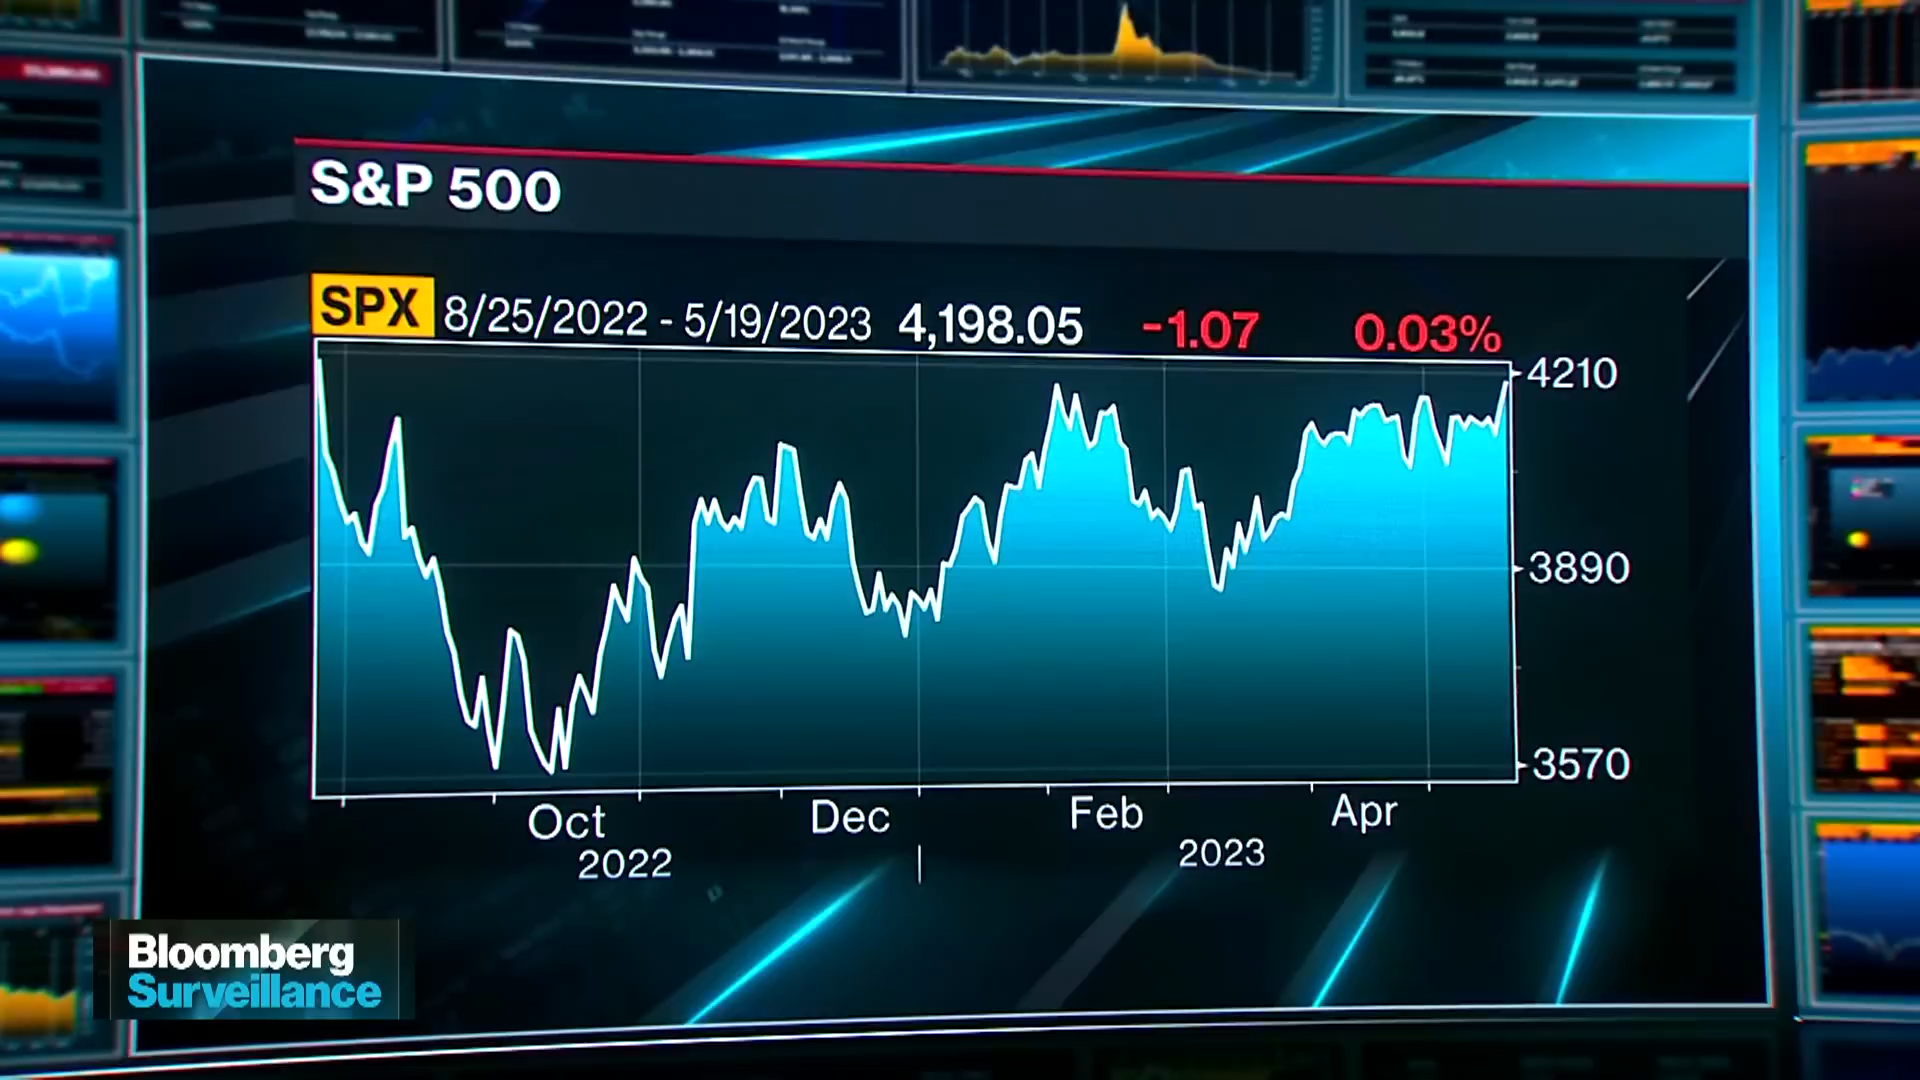 S&P 500
SPX 8/25/2022 - 5/19/2023 4,198.05 -1.07 0.03%
4210
3890
3570
Oct Dec Feb Apr
2022 2023
Bloomberg
Surveillance